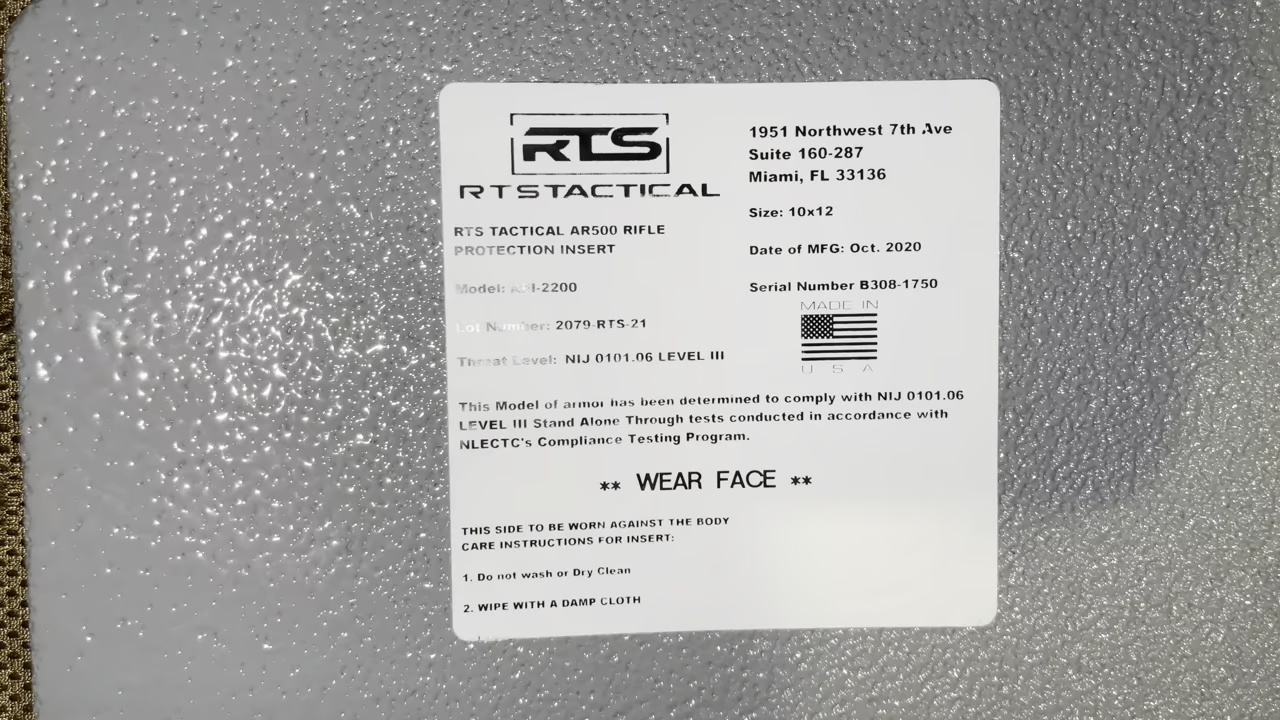 RTS
RTSTACTICAL
RTS TACTICAL AR500 RIFLE
PROTECTION INSERT
Model:
Lot Number: 2079-RTS-21
Threat Level: NIJ 0101.06 LEVEL III
1951 Northwest 7th Ave
Suite 160-287
Miami, FL 33136
Size: 10x12
Date of MFG: Oct. 2020
Serial Number B308-1750
MADE IN
USA
This Model of armor has been determined to comply with NIJ 0101.06
LEVEL III Stand Alone Through tests conducted in accordance with
NLECTC's Compliance Testing Program.
** WEAR FACE **
THIS SIDE TO BE WORN AGAINST THE BODY
CARE INSTRUCTIONS FOR INSERT:
1. Do not wash or Dry Clean
2. WIPE WITH A DAMP CLOTH